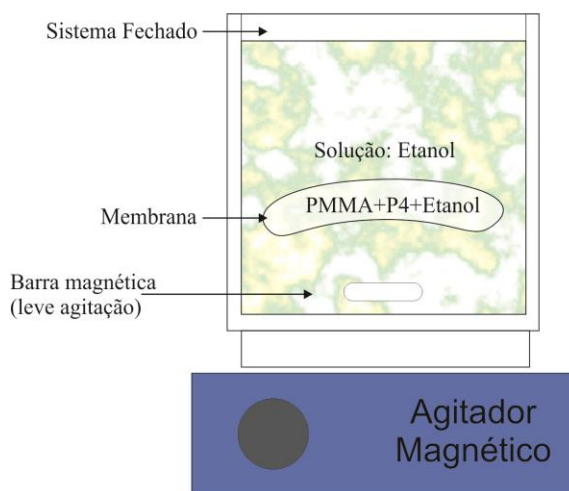 Sistema Fechado
Solução: Etanol
PMMA+P4+Etanol
Membrana
Barra magnética
(leve agitação)
Agitador
Magnético